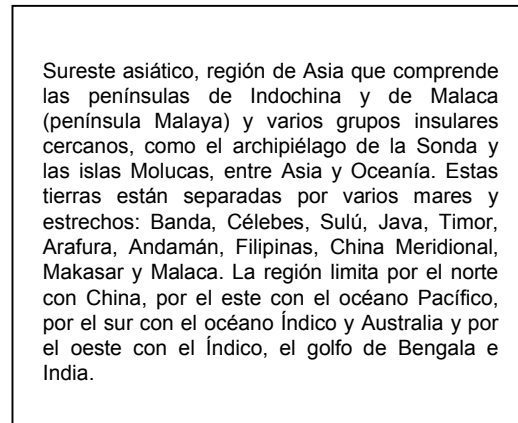 Sureste asiático, región de Asia que comprende
las penínsulas de Indochina y de Malaca
(península Malaya) y varios grupos insulares
cercanos, como el archipiélago de la Sonda y
las islas Molucas, entre Asia y Oceanía. Estas
tierras están separadas por varios mares y
estrechos: Banda, Célebes, Sulú, Java, Timor,
Arafura, Andamán, Filipinas, China Meridional,
Makasar y Malaca. La región limita por el norte
con China, por el este con el océano Pacífico,
por el sur con el océano Índico y Australia y por
el oeste con el Índico, el golfo de Bengala e
India.